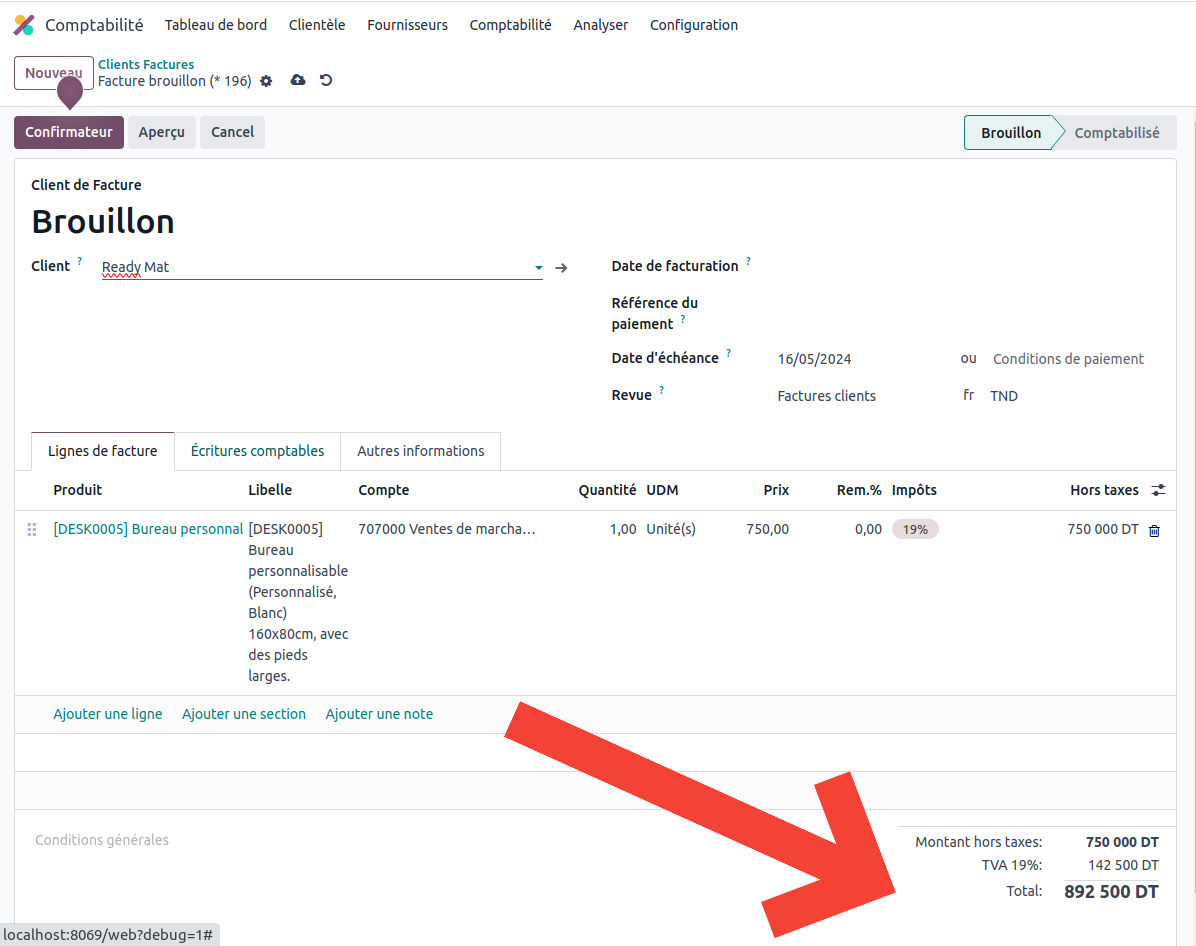 Comptabilité Tableau de bord Clientèle Fournisseurs Comptabilité Analyser Configuration
Nouveau
Clients Factures
Facture brouillon (* 196)
Confirmateur Aperçu Cancel Brouillon Comptabilisé
Client de Facture
Brouillon
Client ? Ready Mat
Date de facturation ?
Référence du
paiement ?
Date d'échéance ? 16/05/2024 ou Conditions de paiement
Revue ? Factures clients fr TND
Lignes de facture Écritures comptables Autres informations
Produit Libelle Compte Quantité UDM Prix Rem.% Impôts Hors taxes
[DESK0005] Bureau personnal [DESK0005] 707000 Ventes de marcha... 1,00 Unité(s) 750,00 0,00 19% 750 000 DT
Bureau
personnalisable
(Personnalisé,
Blanc)
160x80cm, avec
des pieds
larges.
Ajouter une ligne Ajouter une section Ajouter une note
Conditions générales
Montant hors taxes: 750 000 DT
TVA 19%: 142 500 DT
Total: 892 500 DT
localhost:8069/web?debug=1#